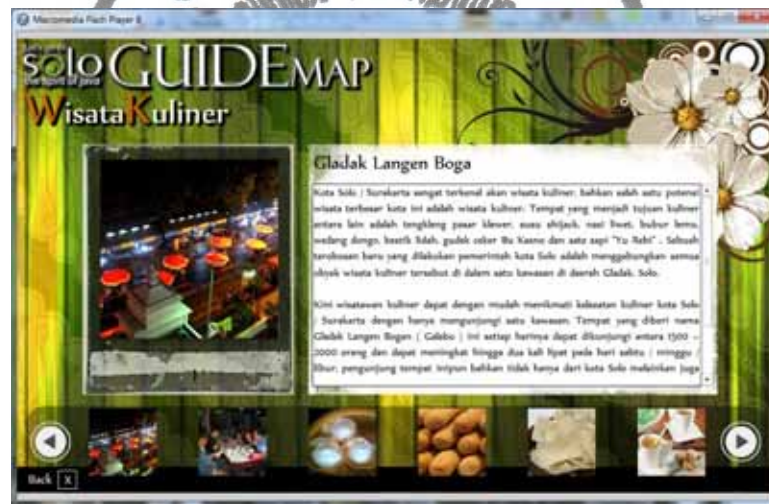 Macromedia Flash Player 8
solo GUIDE MAP
the spirit of Java
Wisata Kuliner
Gladak Langen Boga
Kota Solo / Surakarta sangat terkenal akan wisata kuliner, bahkan salah satu potensi
wisata terbesar kota ini adalah wisata kuliner. Tempat yang menjadi tujuan kuliner
antara lain adalah tengkleng pasar klewer, susu shijack, nasi liwet, bubur lemu,
wedang dongo, bestik lidah, gudek ceker Bu Kasno dan sate sapi "Yu Rebi" . Sebuah
terobosan baru yang dilakukan pemerintah kota Solo adalah menggabungkan semua
obyek wisata kuliner tersebut di dalam satu kawasan di daerah Gladak, Solo.
Kini wisatawan kuliner dapat dengan mudah menikmati kelezatan kuliner kota Solo
/ Surakarta dengan hanya mengunjungi satu kawasan. Tempat yang diberi nama
Gladak Langen Bogan ( Galabo ) ini setiap harinya dapat dikunjungi antara 1500 –
2000 orang dan dapat meningkat hingga dua kali lipat pada hari sabtu / minggu /
libur, pengunjung tempat inipun bahkan tidak hanya dari kota Solo melainkan juga
Back X